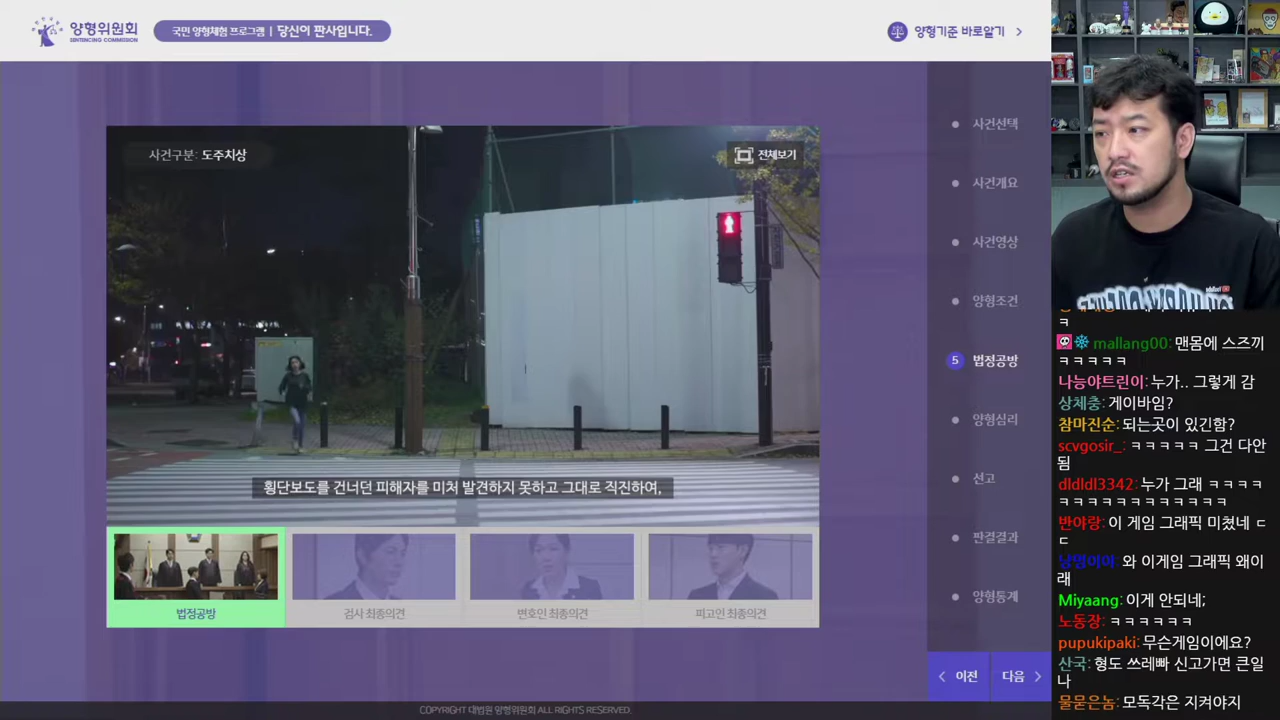 양형위원회
SENTENCING COMMISSION
국민 양형체험 프로그램 | 당신이 판사입니다.
양형기준 바로알기
사건구분: 도주치상
전체보기
횡단보도를 건너던 피해자를 미처 발견하지 못하고 그대로 직진하여,
법정공방
검사 최종의견
변호인 최종의견
피고인 최종의견
사건선택
사건개요
사건영상
양형조건
5 법정공방
양형심리
선고
판결결과
양형통계
이전
다음
COPYRIGHT 대법원 양형위원회 ALL RIGHTS RESERVED.
ㅋ
mallang00: 맨몸에 스즈끼
ㅋㅋㅋㅋㅋ
나능야트린이: 누가.. 그렇게 감
상체충: 게이바임?
참마진순: 되는곳이 있긴함?
scvgosir_: ㅋㅋㅋㅋㅋ 그건 다안
됨
dldldl3342: 누가 그래 ㅋㅋㅋㅋ
ㅋㅋㅋㅋㅋㅋㅋㅋㅋㅋㅋㅋ
반야랑: 이 게임 그래픽 미쳤네 ㄷ
ㄷ
와 이게임 그래픽 왜이
래
Miyaang: 이게 안되네;
노동장: ㅋㅋㅋㅋㅋㅋ
pupukipaki: 무슨게임이에요?
산국: 형도 쓰레빠 신고가면 큰일
나
물묻은놈: 모독각은 지켜야지